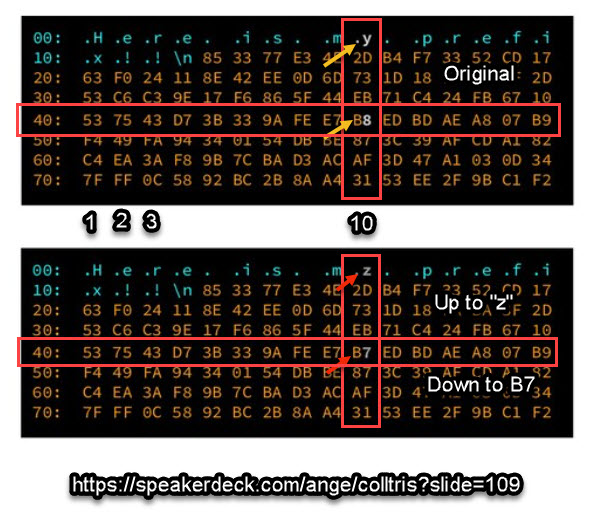 00: .H .e .r .e . .i .s . .m .y . .p .r .e .f .i
10: .x .! .! \n 85 33 77 E3 4E 2D B4 F7 33 52 CD 17
20: 63 F0 24 11 8E 42 EE 0D 6D 73 1D 18 2D
Original
30: 53 C6 C3 9E 17 F6 86 5F 44 EB 71 C4 24 FB 67 10
40: 53 75 43 D7 3B 33 9A FE E7 B8 ED BD AE A8 07 B9
50: F4 49 FA 94 34 01 54 DB BE 87 3C 39 AF CD A1 82
60: C4 EA 3A F8 9B 7C BA D3 AC AF 3D 47 A1 03 0D 34
70: 7F FF 0C 58 92 BC 2B 8A A4 31 53 EE 2F 9B C1 F2
1 2 3 10
00: .H .e .r .e . .i .s . .m .z . .p .r .e .f .i
10: .x .! .! \n 85 33 77 E3 4E 2D B4 F7 33 52 CD 17
20: 63 F0 24 11 8E 42 EE 0D 6D 73 1D 18 2D
Up to "z"
30: 53 C6 C3 9E 17 F6 86 5F 44 EB 71 C4 24 FB 67 10
40: 53 75 43 D7 3B 33 9A FE E7 B7 ED BD AE A8 07 B9
50: F4 49 FA 94 34 01 54 DB BE 87 3C 39 AF CD A1 82
60: C4 EA 3A F8 9B 7C BA D3 AC AF 3D 34
Down to B7
70: 7F FF 0C 58 92 BC 2B 8A A4 31 53 EE 2F 9B C1 F2
https://speakerdeck.com/ange/colltris?slide=109